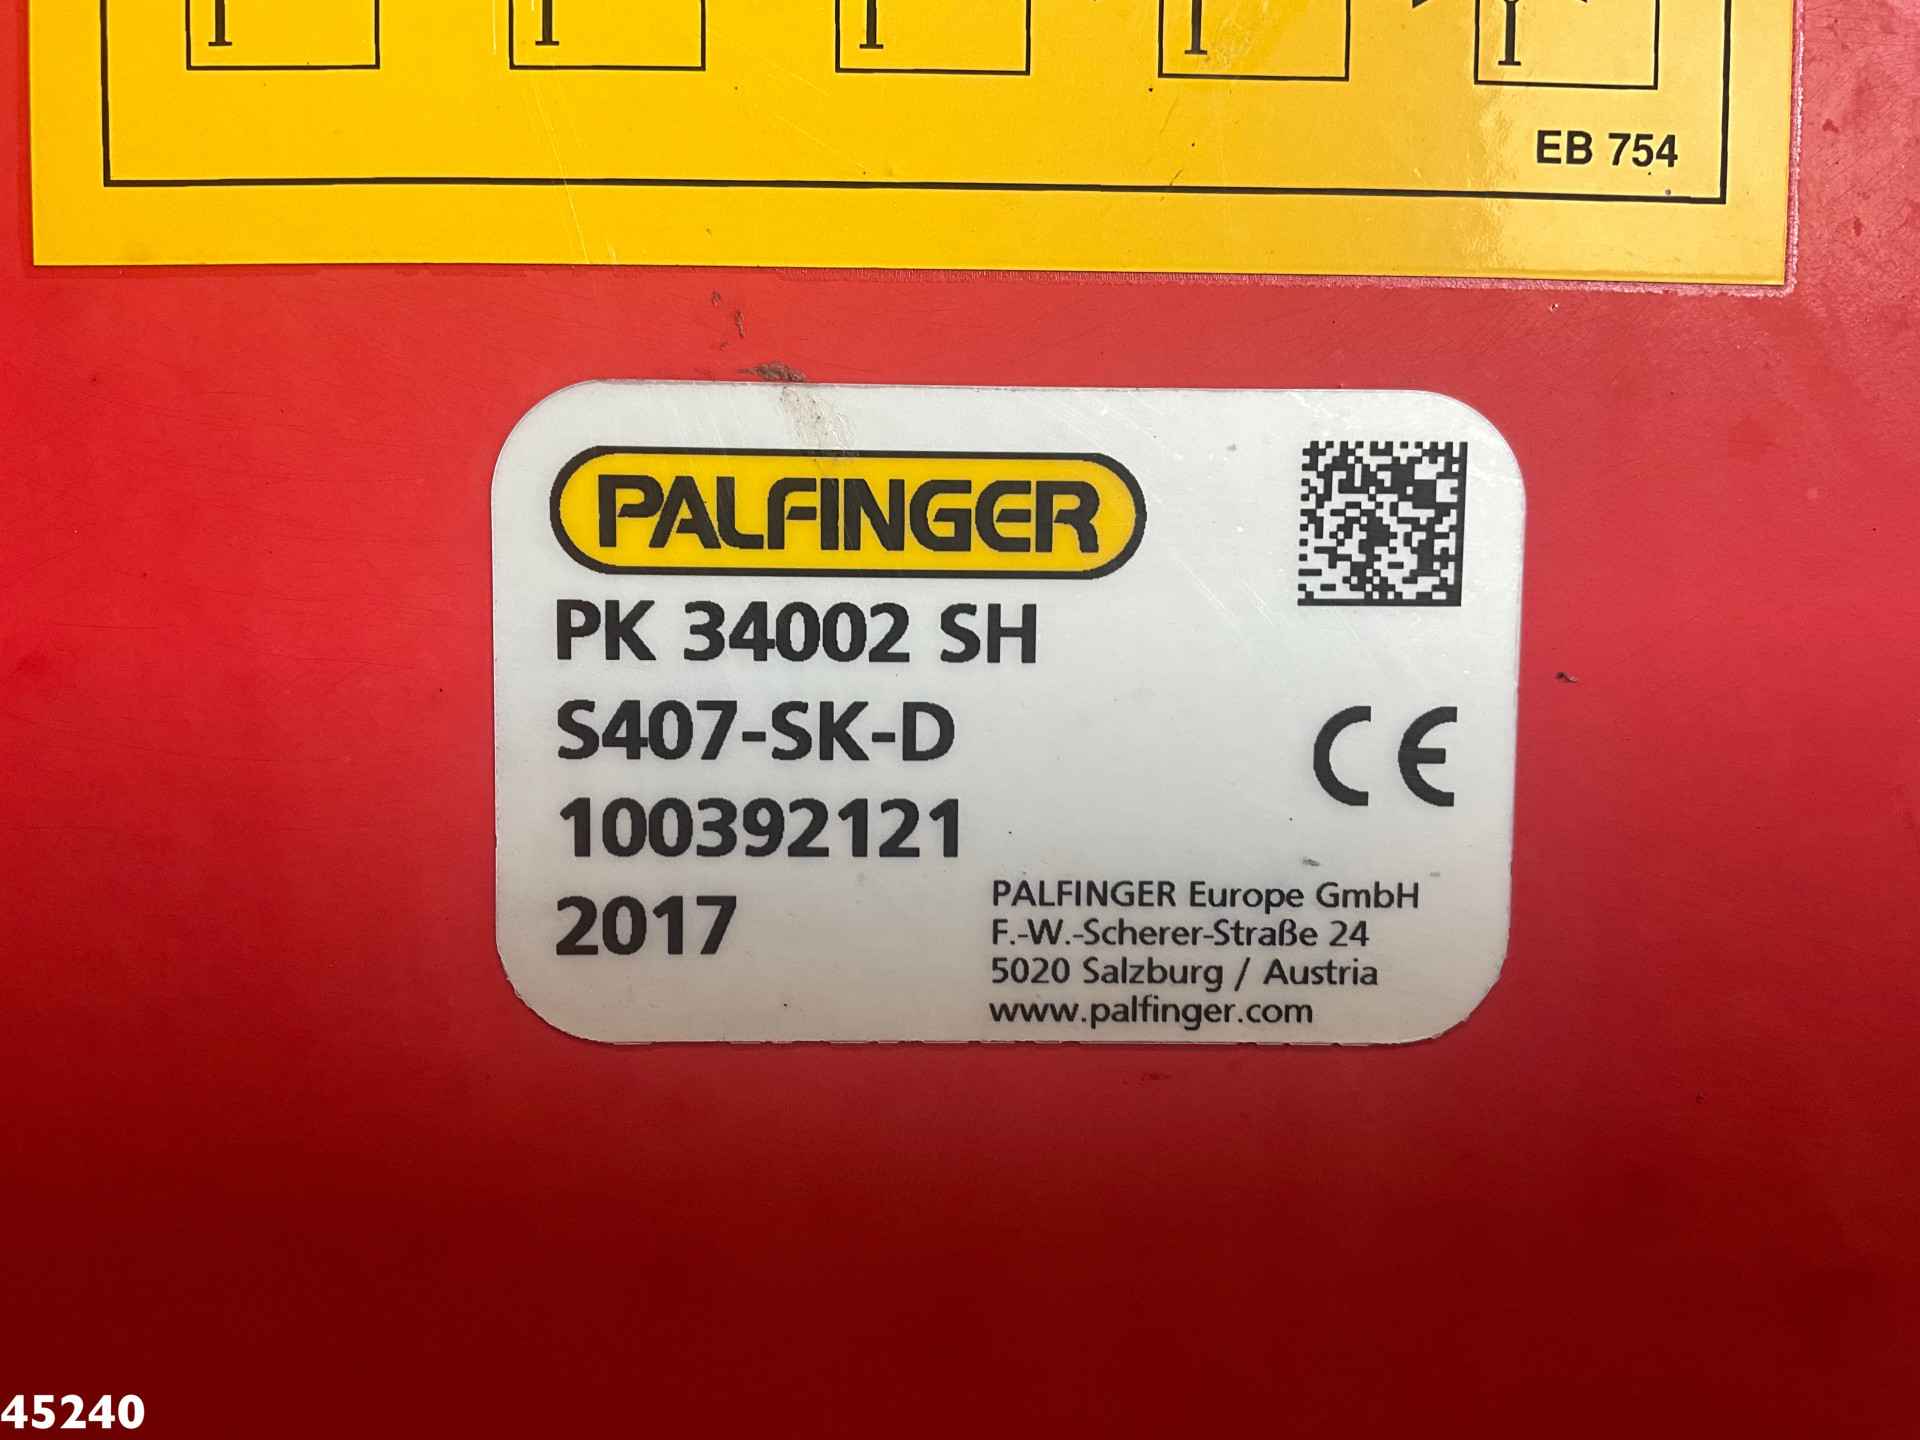 EB 754
PALFINGER
PK 34002 SH
S407-SK-D
100392121
2017
PALFINGER Europe GmbH
F.-W.-Scherer-Straße 24
5020 Salzburg / Austria
www.palfinger.com
CE
45240